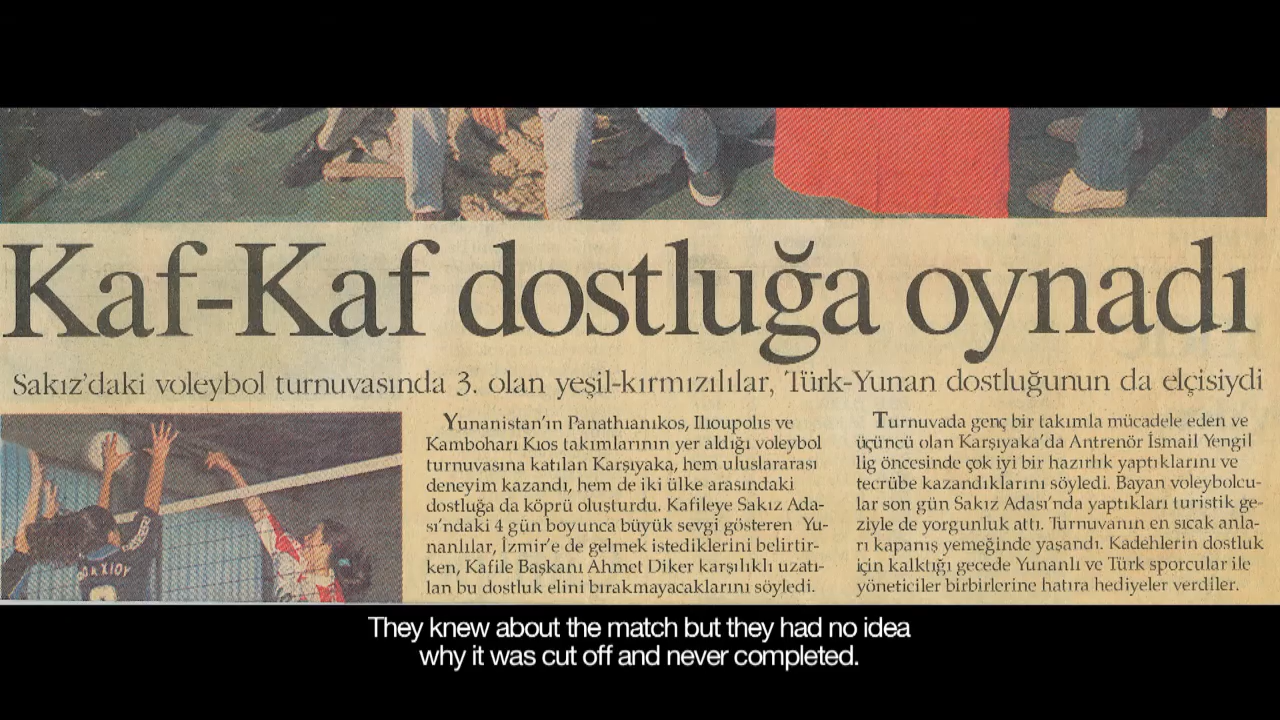 Kaf-Kaf dostluğa oynadı
Sakız'daki voleybol turnuvasında 3. olan yeşil-kırmızılılar, Türk-Yunan dostluğunun da elçisiydi
Yunanistan'ın Panathianıkos, Ilıoupolıs ve
Kamboharı Kıos takımlarının yer aldığı voleybol
turnuvasına katılan Karşıyaka, hem uluslararası
deneyim kazandı, hem de iki ülke arasındaki
dostluğa da köprü oluşturdu. Kafileye Sakız Ada-
sı'ndaki 4 gün boyunca büyük sevgi gösteren Yu-
nanlılar, İzmir'e de gelmek istediklerini belirtir-
ken, Kafile Başkanı Ahmet Diker karşılıklı uzatı-
lan bu dostluk elini bırakmayacaklarını söyledi.
Turnuvada genç bir takımla mücadele eden ve
üçüncü olan Karşıyaka'da Antrenör İsmail Yengil
lig öncesinde çok iyi bir hazırlık yaptıklarını ve
tecrübe kazandıklarını söyledi. Bayan voleybolcu-
lar son gün Sakız Adası'nda yaptıkları turistik ge-
ziyle de yorgunluk attı. Turnuvanın en sıcak anla-
rı kapanış yemeğinde yaşandı. Kadehlerin dostluk
için kalktığı gecede Yunanlı ve Türk sporcular ile
yöneticiler birbirlerine hatıra hediyeler verdiler.
They knew about the match but they had no idea
why it was cut off and never completed.